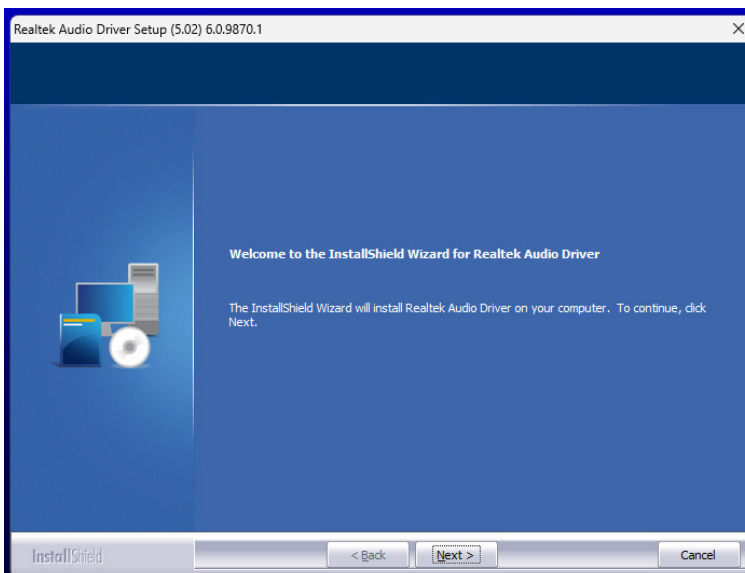 Realtek Audio Driver Setup (5.02) 6.0.9870.1
Welcome to the InstallShield Wizard for Realtek Audio Driver
The InstallShield Wizard will install Realtek Audio Driver on your computer. To continue, click
Next.
InstallShield
< Back
Next >
Cancel